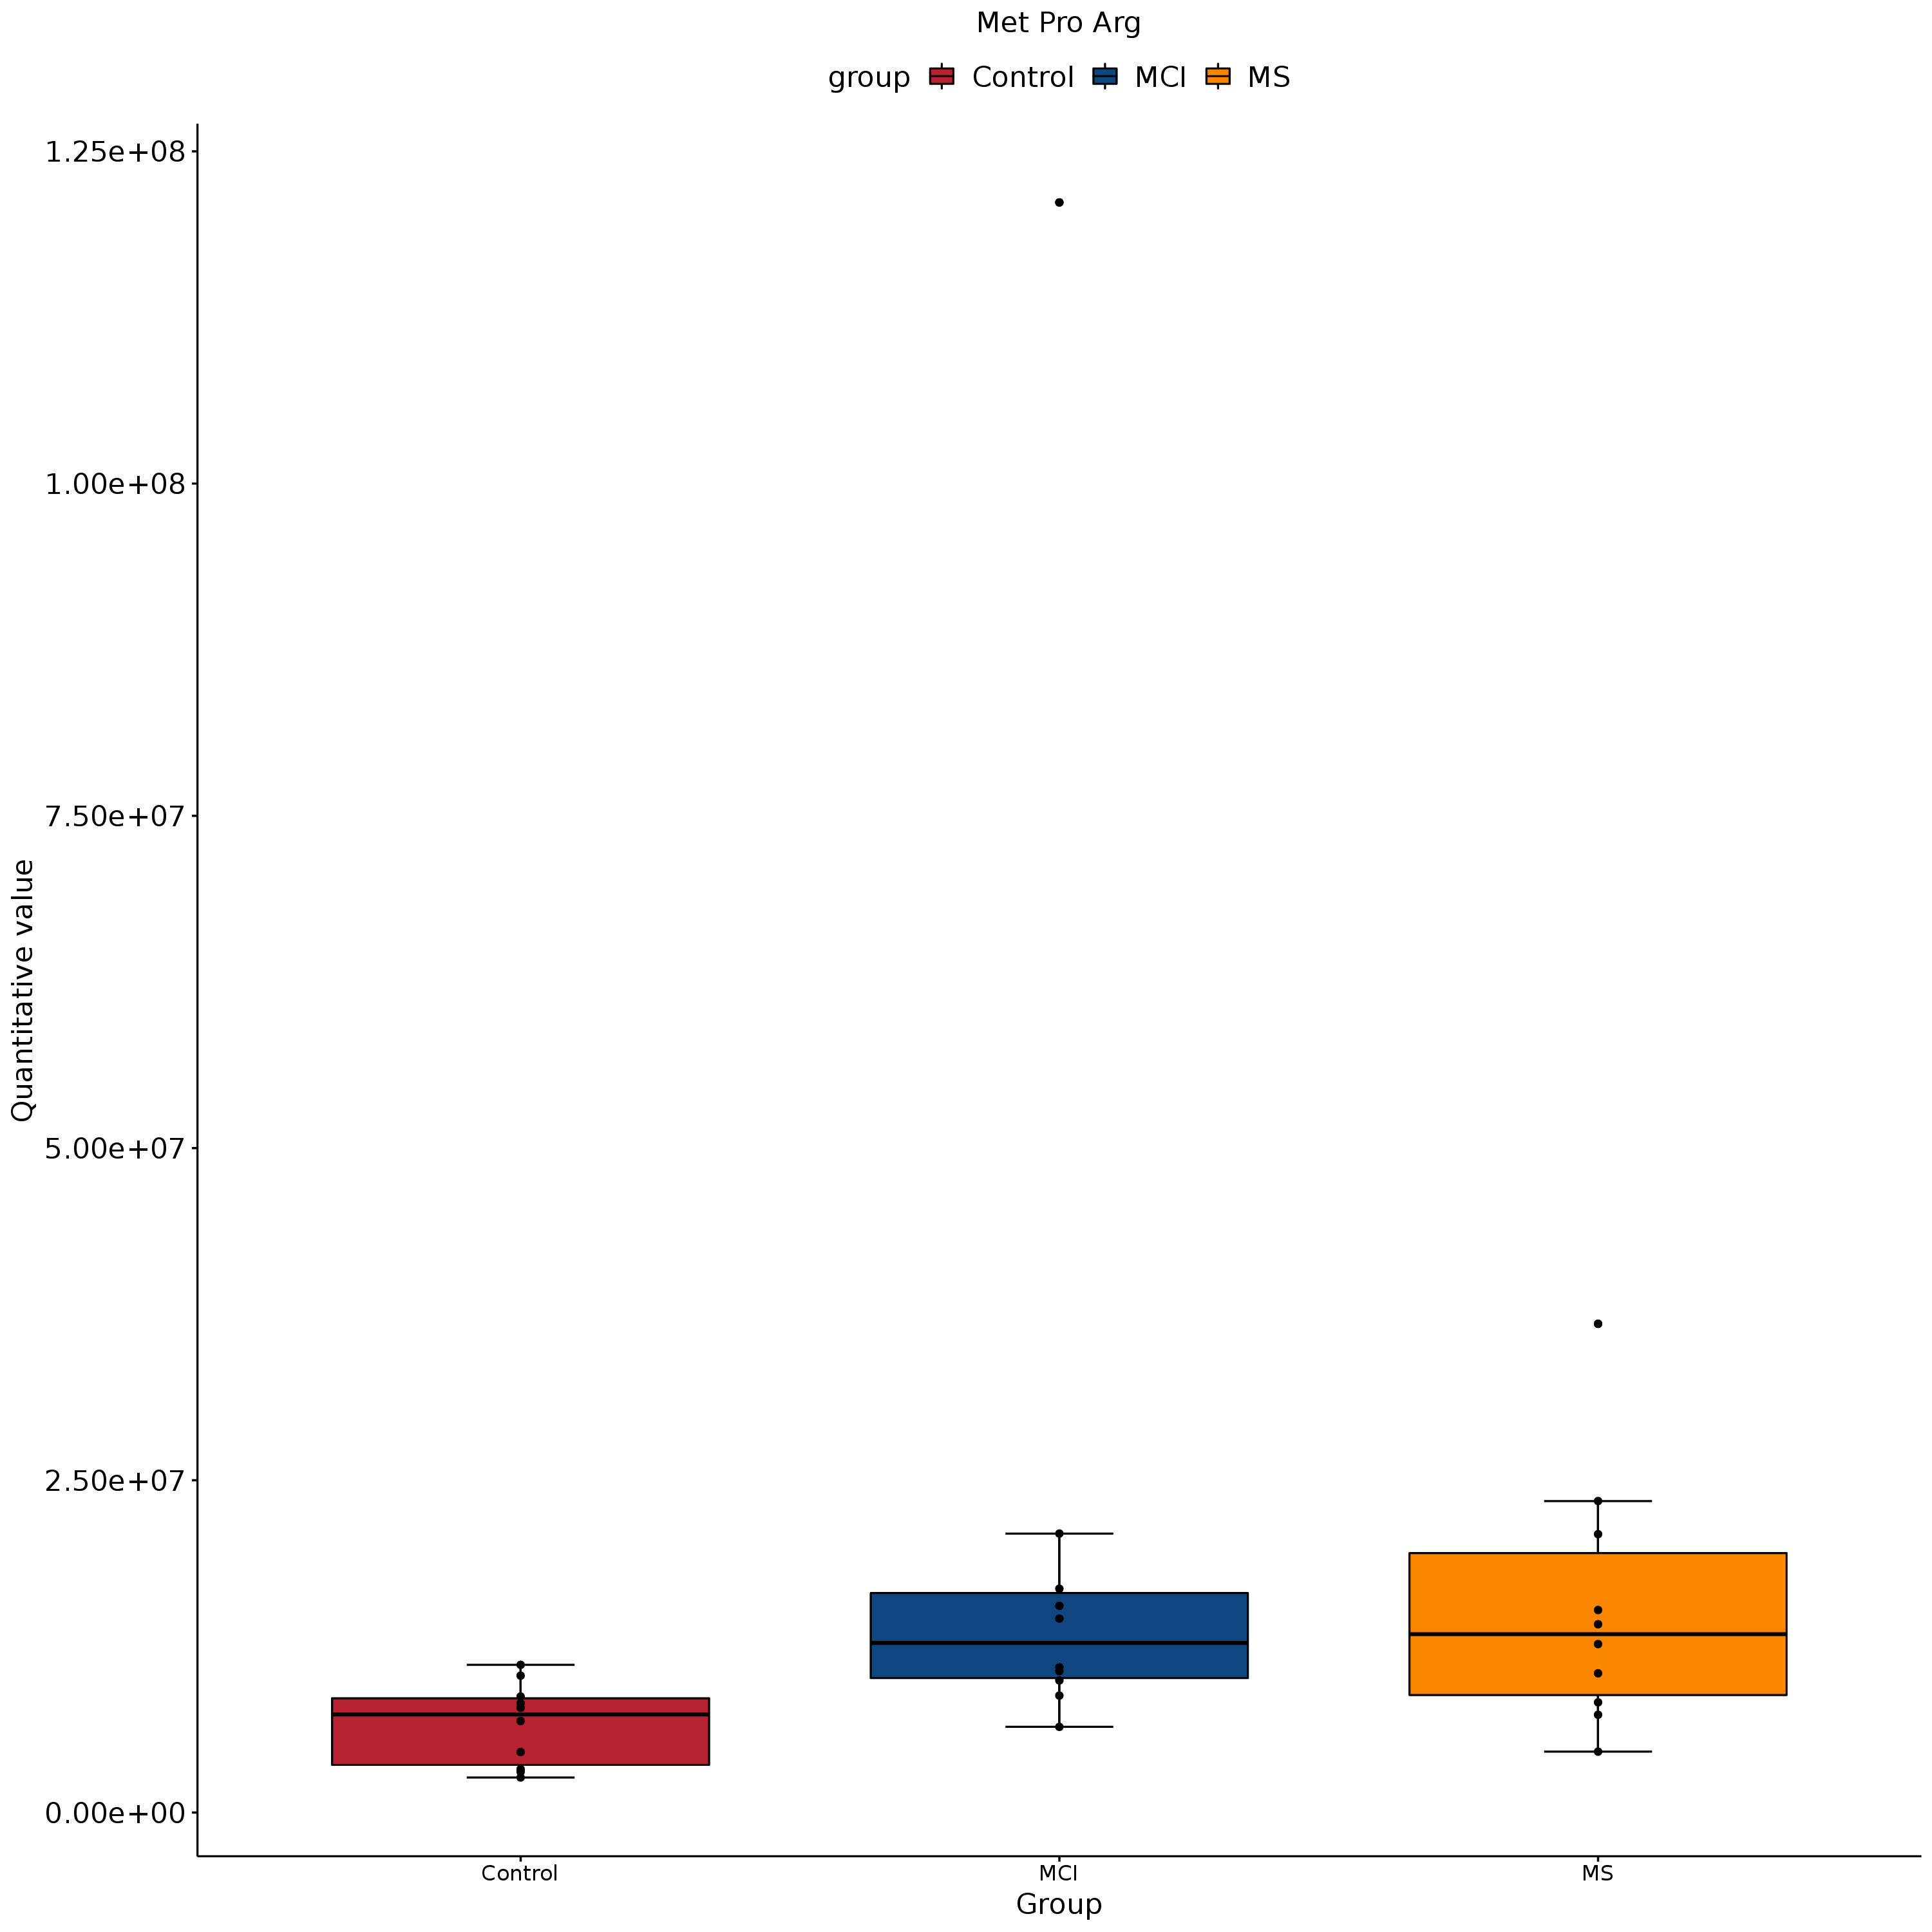 Met Pro Arg
group Control MCI MS
1.25e+08
1.00e+08
7.50e+07
5.00e+07
2.50e+07
0.00e+00
Quantitative value
Control MCI MS
Group